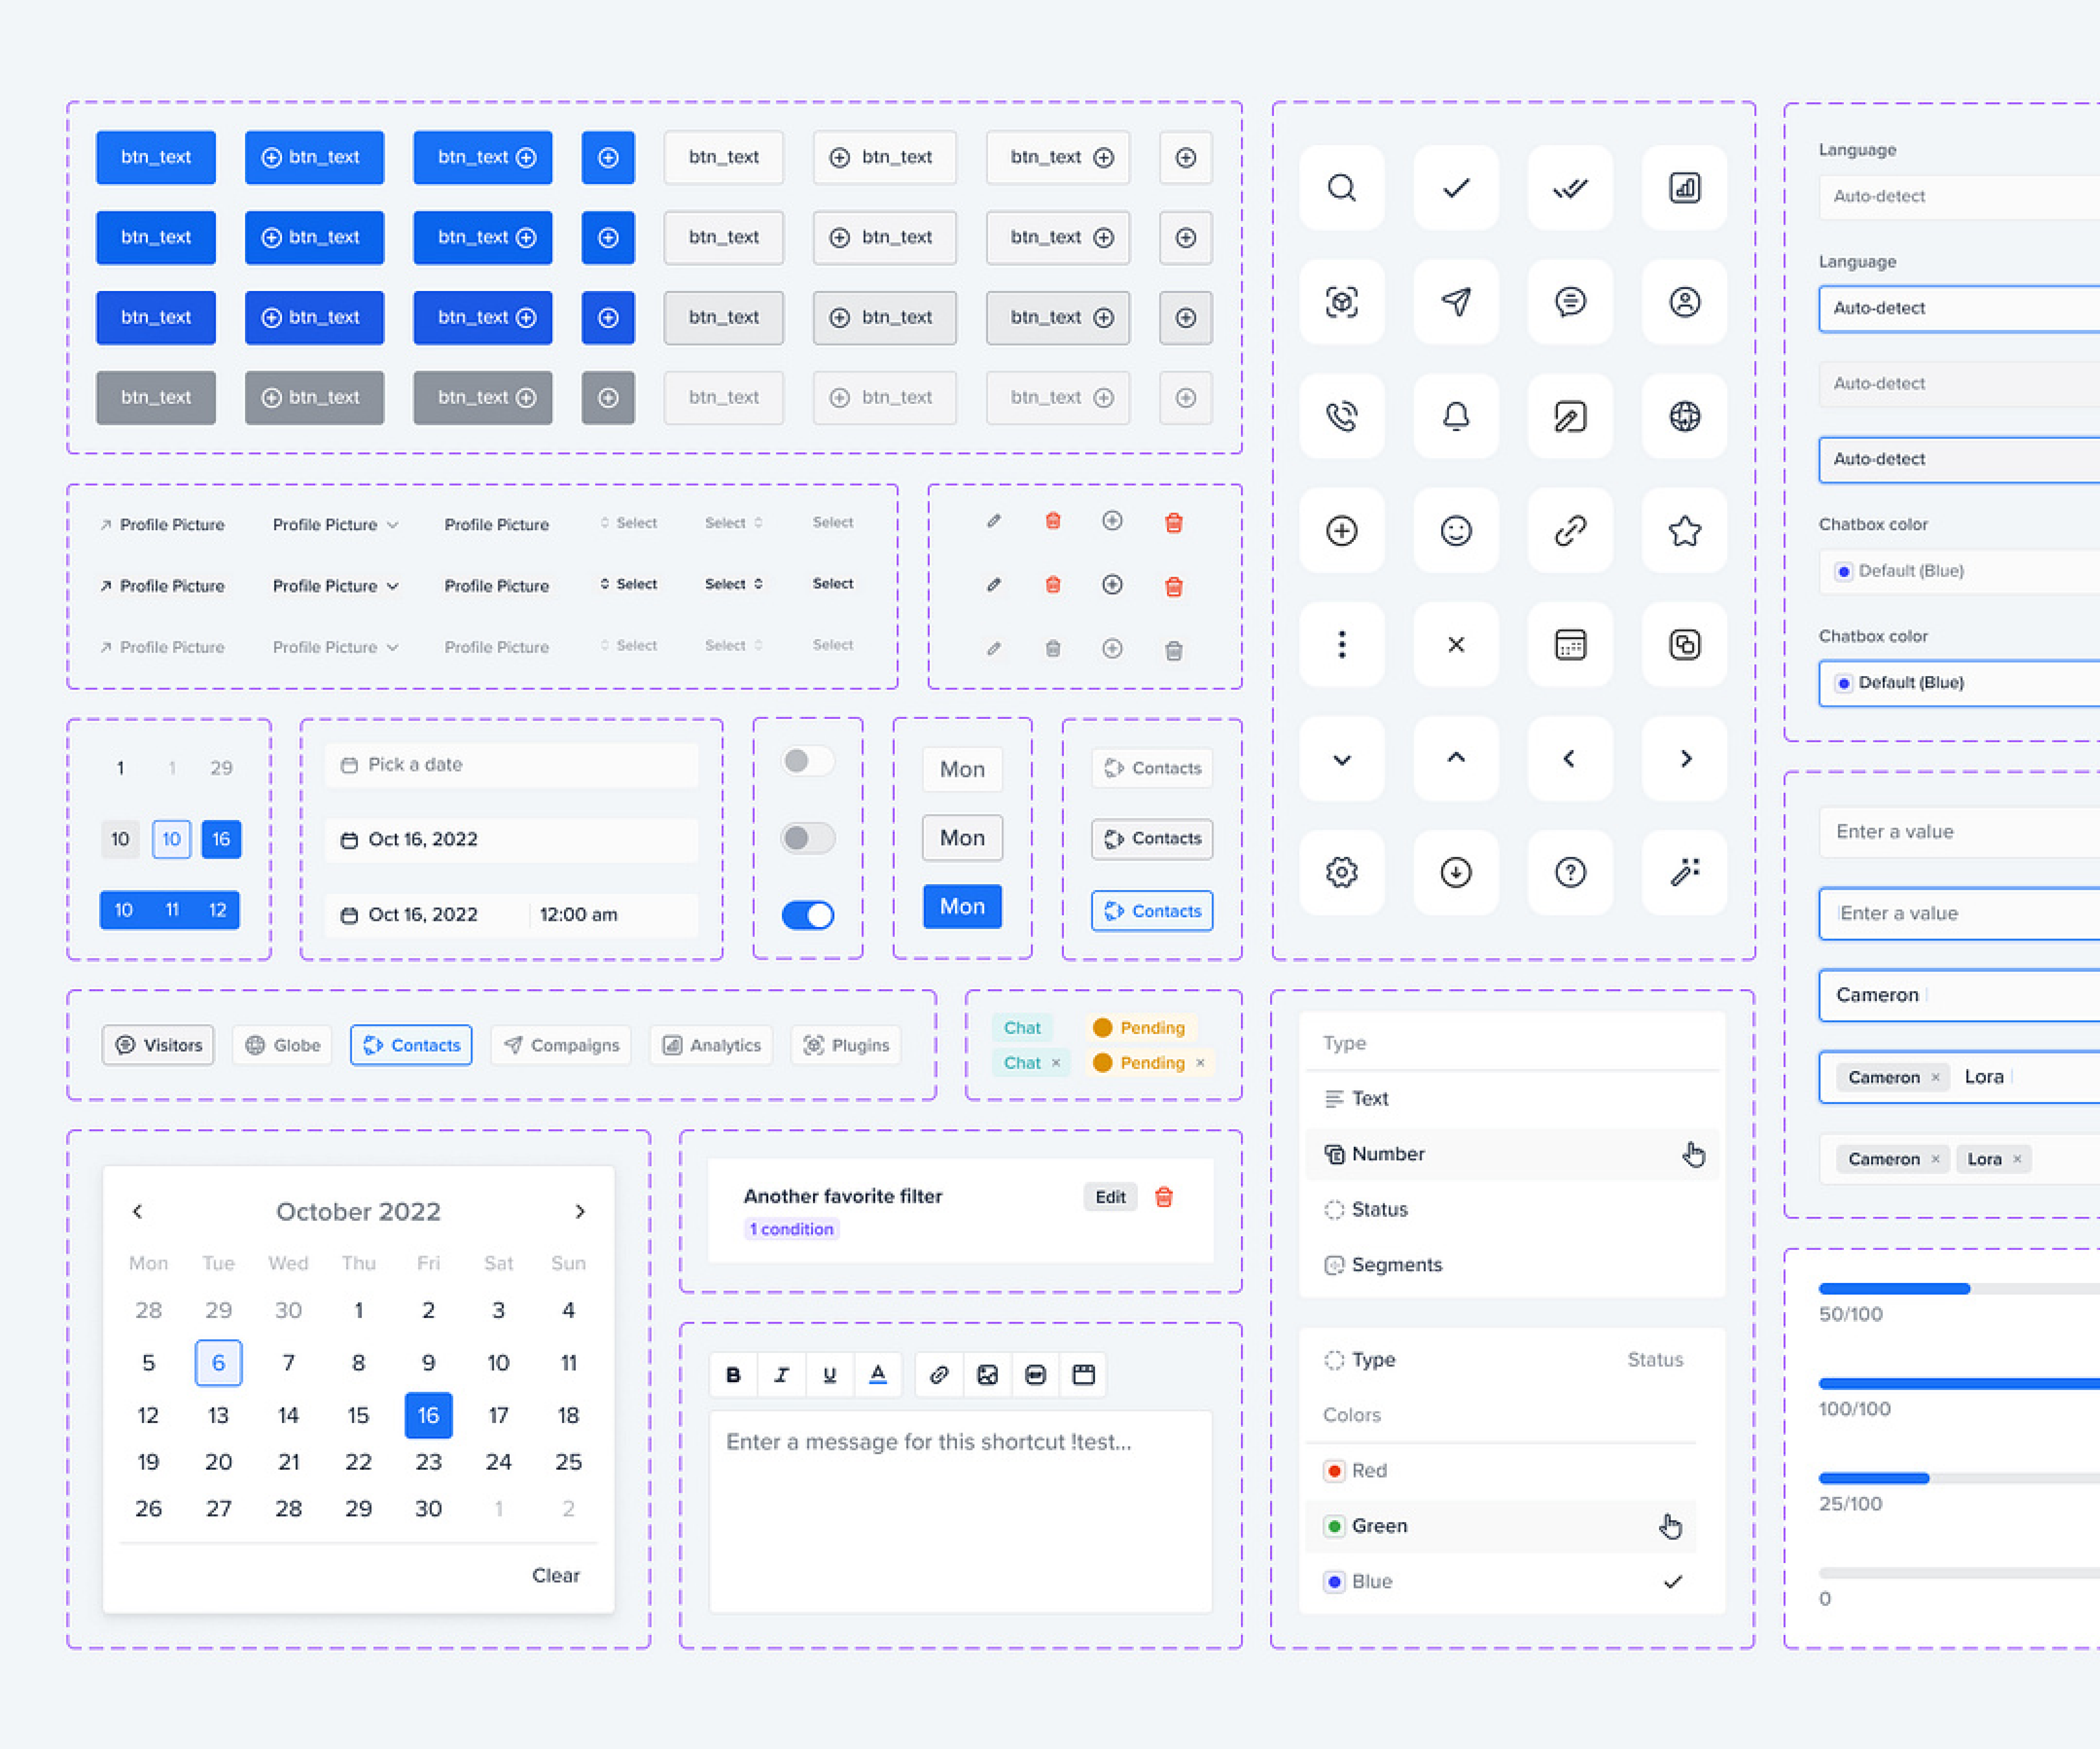 btn_text btn_text btn_text btn_text btn_text btn_text
btn_text btn_text btn_text btn_text btn_text btn_text
btn_text btn_text btn_text btn_text btn_text btn_text
btn_text btn_text btn_text btn_text btn_text btn_text
Profile Picture Profile Picture Profile Picture Select Select Select
Profile Picture Profile Picture Profile Picture Select Select Select
Profile Picture Profile Picture Profile Picture Select Select Select
1 1 29
10 10 16
10 11 12
Pick a date
Oct 16, 2022
Oct 16, 2022 12:00 am
Mon
Mon
Mon
Contacts
Contacts
Contacts
Visitors Globe Contacts Compaigns Analytics Plugins
Chat Pending
Chat × Pending ×
October 2022
Mon Tue Wed Thu Fri Sat Sun
28 29 30 1 2 3 4
5 6 7 8 9 10 11
12 13 14 15 16 17 18
19 20 21 22 23 24 25
26 27 28 29 30 1 2
Clear
Another favorite filter Edit
1 condition
B I U A
GIF
Enter a message for this shortcut !test...
Type
Text
Number
Status
Segments
Type Status
Colors
Red
Green
Blue
Language
Auto-detect
Language
Auto-detect
Auto-detect
Auto-detect
Chatbox color
Default (Blue)
Chatbox color
Default (Blue)
Enter a value
Enter a value
Cameron
Cameron × Lora
Cameron × Lora ×
50/100
100/100
25/100
0